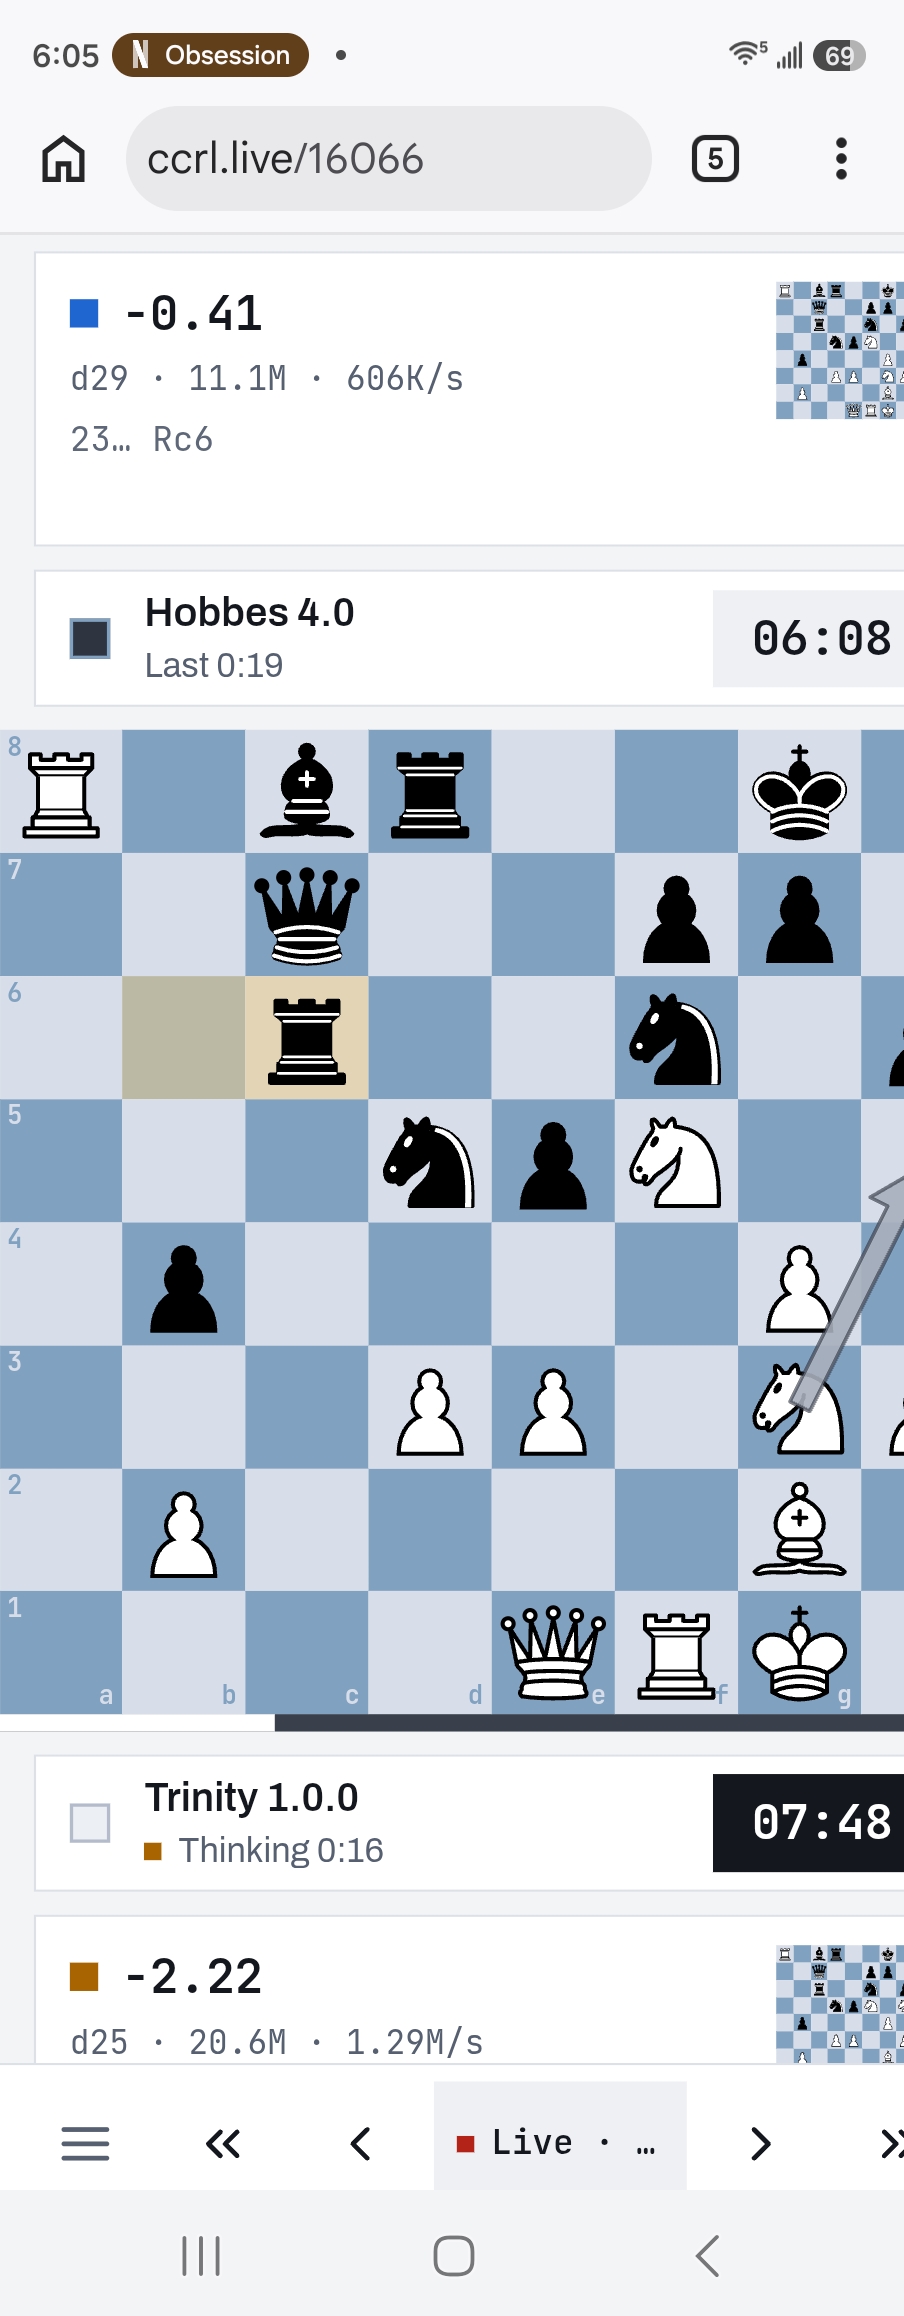 6:05 N Obsession 5 69
ccrl.live/16066 5
-0.41
d29 · 11.1M · 606K/s
23… Rc6
Hobbes 4.0
Last 0:19
06:08
8
7
6
5
4
3
2
1
a b c d e f g
Trinity 1.0.0
Thinking 0:16
07:48
-2.22
d25 · 20.6M · 1.29M/s
Live · …